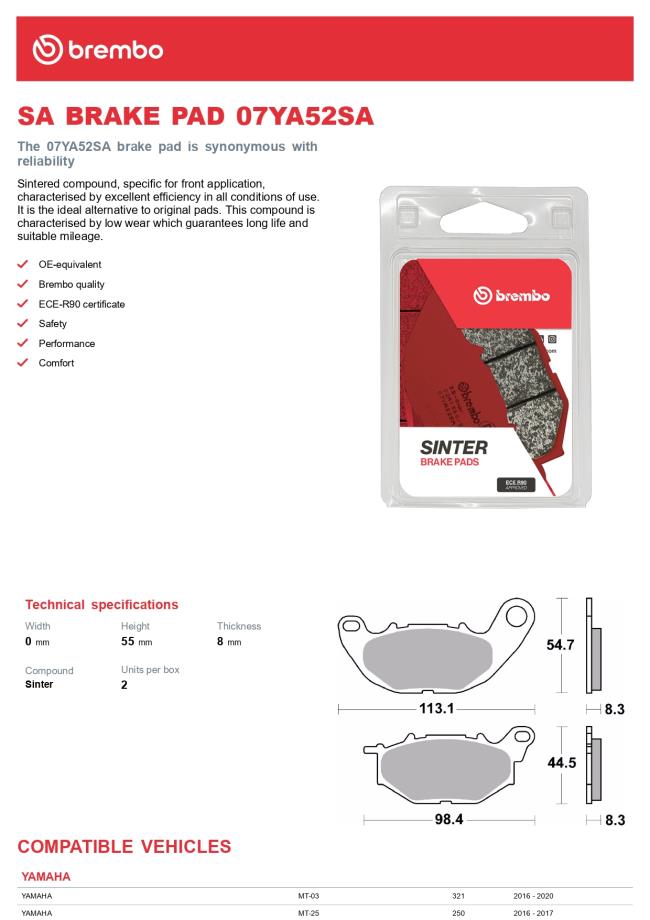 brembo
SA BRAKE PAD 07YA52SA
The 07YA52SA brake pad is synonymous with
reliability
Sintered compound, specific for front application,
characterised by excellent efficiency in all conditions of use.
It is the ideal alternative to original pads. This compound is
characterised by low wear which guarantees long life and
suitable mileage.
OE-equivalent
Brembo quality
ECE-R90 certificate
Safety
Performance
Comfort
brembo
brembo
SINTER
BRAKE PADS
ECE R90
APPROVED
Technical specifications
Width Height Thickness
0 mm 55 mm 8 mm
Compound Units per box
Sinter 2
54.7
113.1 8.3
44.5
98.4 8.3
COMPATIBLE VEHICLES
YAMAHA
YAMAHA MT-03 321 2016 - 2020
YAMAHA MT-25 250 2016 - 2017